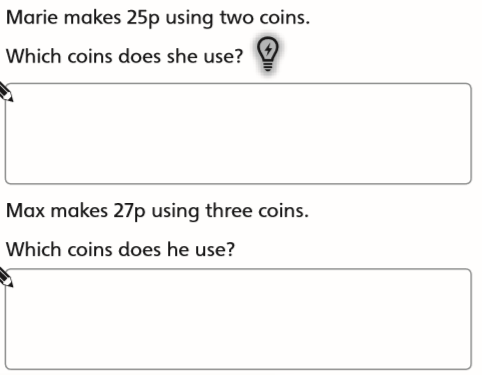 Marie makes 25p using two coins.
Which coins does she use?
Max makes 27p using three coins.
Which coins does he use?